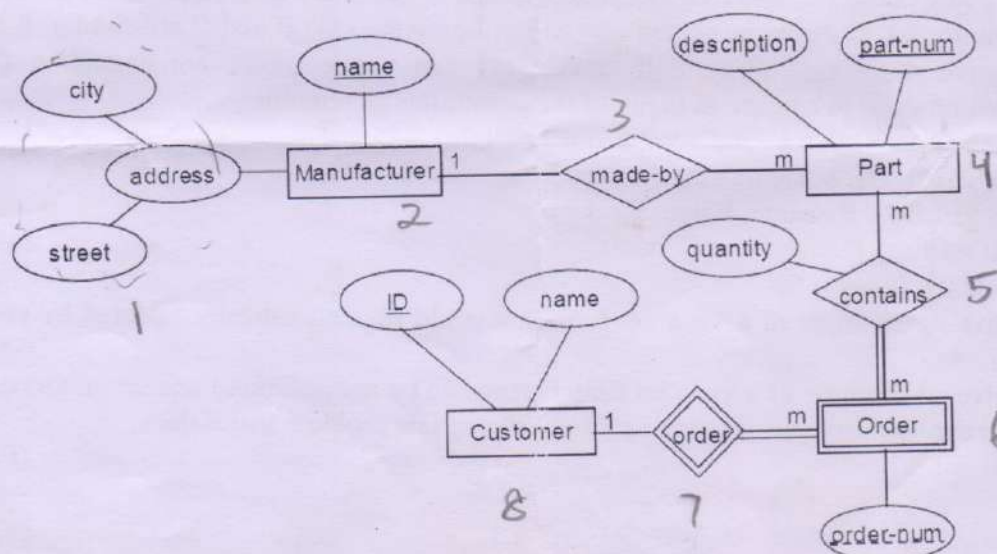 description
part-num
name
city
3
address
Manufacturer
1
made-by
m
Part
4
2
m
street
quantity
5
contains
ID
name
1
m
Customer
1
order
m
Order
8
7
order-num